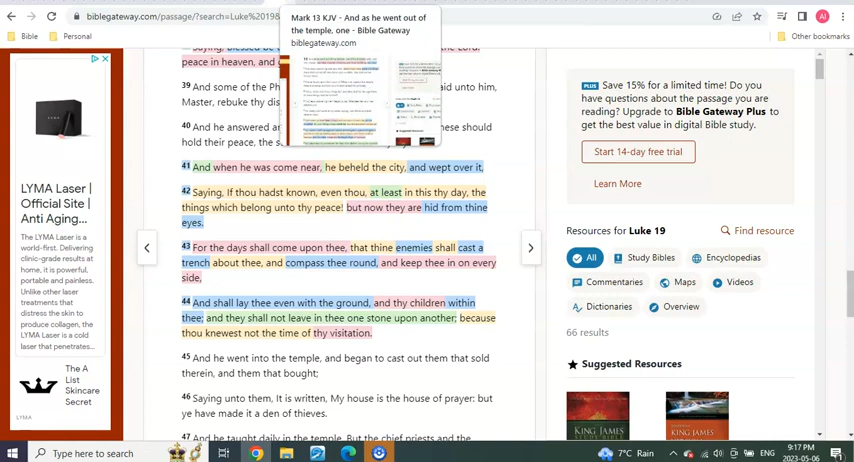 Bible
Personal
Other bookmarks
biblegateway.com/passage/?search=Luke%2019&
AI
Mark 13 KJV - And as he went out of
the temple, one - Bible Gateway
biblegateway.com
peace in heaven, and
39 And some of the Ph
aid unto him,
Master, rebuke thy dis
40 And he answered an
hese should
hold their peace, the s
41 And when he was come near, he beheld the city, and wept over it,
42 Saying, If thou hadst known, even thou, at least in this thy day, the
things which belong unto thy peace! but now they are hid from thine
eyes.
43 For the days shall come upon thee, that thine enemies shall cast a
trench about thee, and compass thee round, and keep thee in on every
side,
44 And shall lay thee even with the ground, and thy children within
thee; and they shall not leave in thee one stone upon another; because
thou knewest not the time of thy visitation.
45 And he went into the temple, and began to cast out them that sold
therein, and them that bought;
46 Saying unto them, It is written, My house is the house of prayer: but
ye have made it a den of thieves.
47 And he taught daily in the temple. But the chief priests and the
LYMA Laser |
Official Site |
Anti Aging...
The LYMA Laser is a
world-first. Delivering
clinic-grade results at
home, it is powerful,
portable and painless.
Unlike other laser
treatments that
distress the skin to
produce collagen, the
LYMA Laser is a cold
laser that penetrates...
The A
List
Skincare
Secret
LYMA
PLUS Save 15% for a limited time! Do you
have questions about the passage you are
reading? Upgrade to Bible Gateway Plus to
get the best value in digital Bible study.
Start 14-day free trial
Learn More
Resources for Luke 19
Find resource
All
Study Bibles
Encyclopedias
Commentaries
Maps
Videos
Dictionaries
Overview
66 results
Suggested Resources
KING JAMES
STUDY BIBLE
KING JAMES
Type here to search
7°C Rain
ENG
9:17 PM
2023-05-06